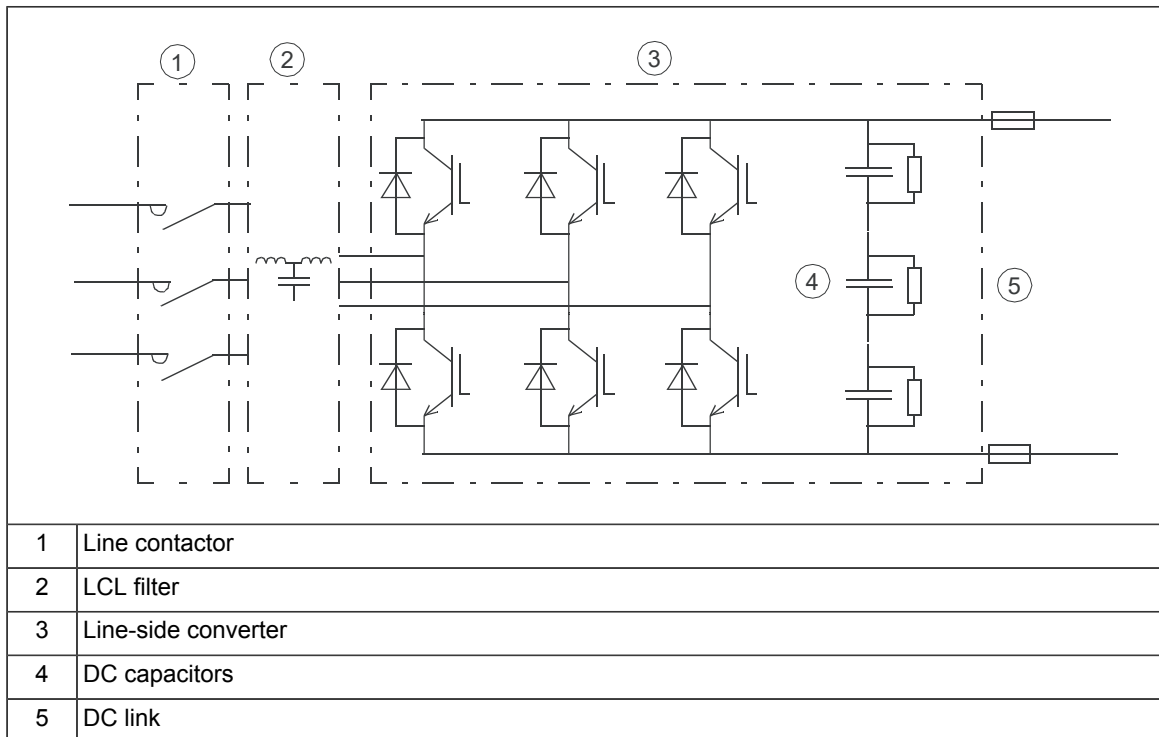 1
2
3
4
5
1 Line contactor
2 LCL filter
3 Line-side converter
4 DC capacitors
5 DC link